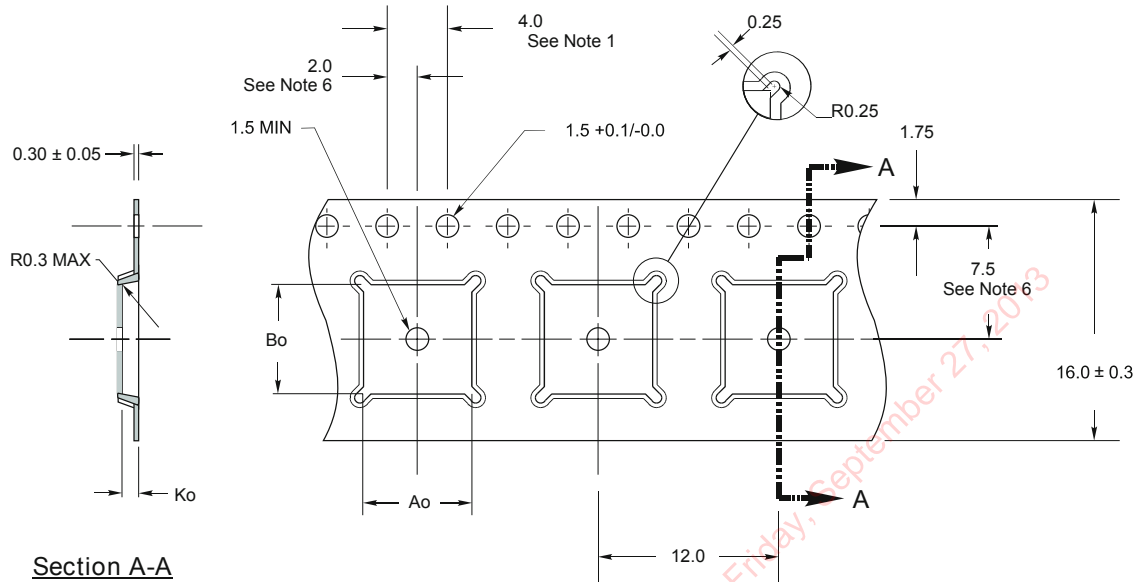 4.0
See Note 1
0.25
2.0
See Note 6
R0.25
1.5 MIN
1.5 +0.1/-0.0
1.75
0.30 ± 0.05
A
R0.3 MAX
7.5
See Note 6
Bo
16.0 ± 0.3
Ko
Ao
A
12.0
Section A-A
Friday, September 27, 2013